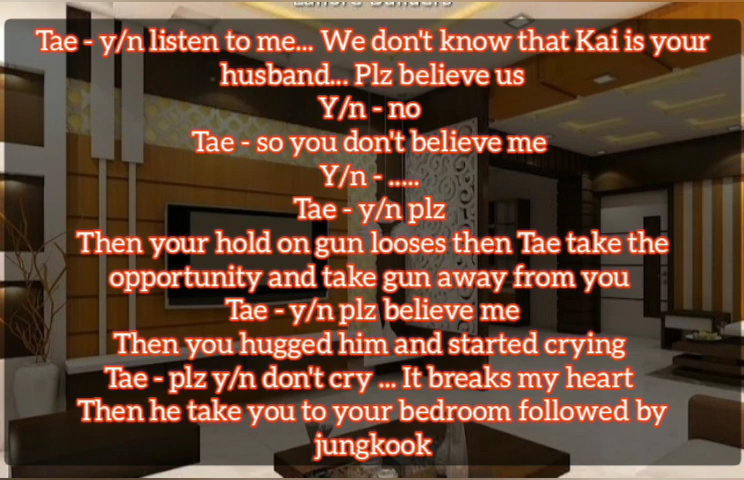 Tae - y/n listen to me... We don't know that Kai is your
husband... Plz believe us
Y/n - no
Tae - so you don't believe me
Y/n - .....
Tae - y/n plz
Then your hold on gun looses then Tae take the
opportunity and take gun away from you
Tae - y/n plz believe me
Then you hugged him and started crying
Tae - plz y/n don't cry ... It breaks my heart
Then he take you to your bedroom followed by
jungkook